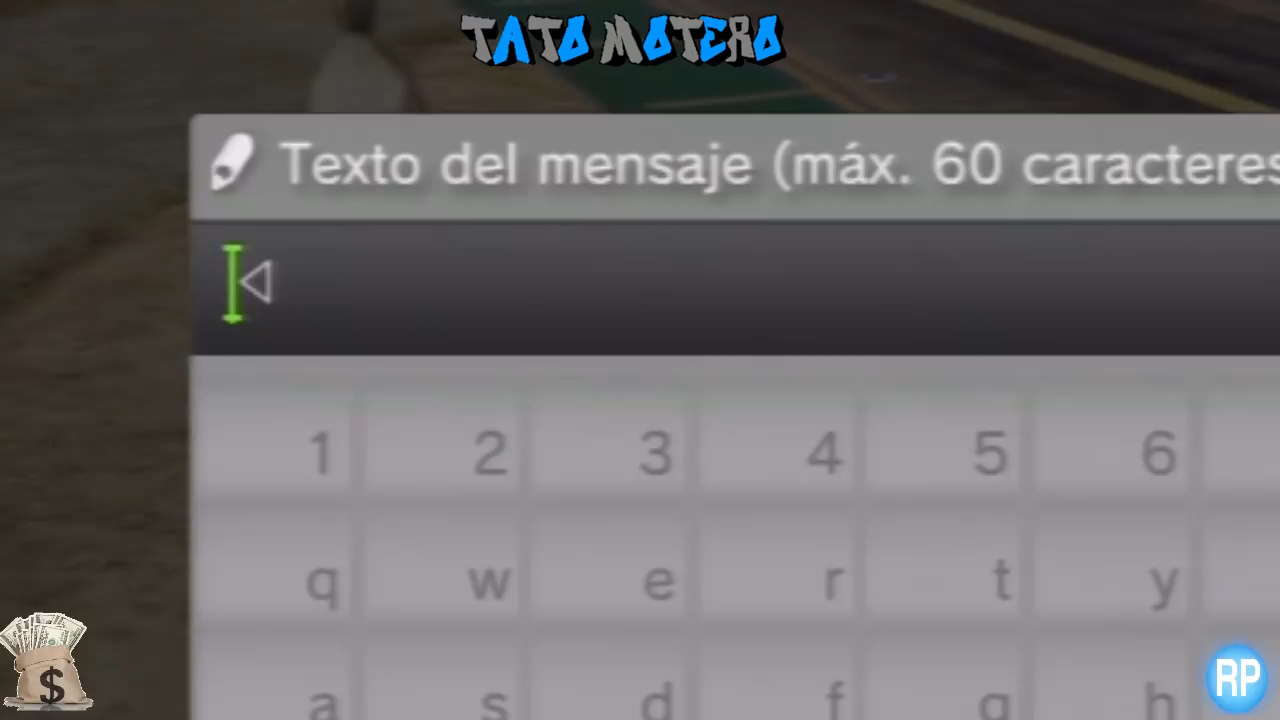 TATO MOTERO
Texto del mensaje (máx. 60 caracteres
1 2 3 4 5 6
q w e r t y
a s d f g h
$
RP